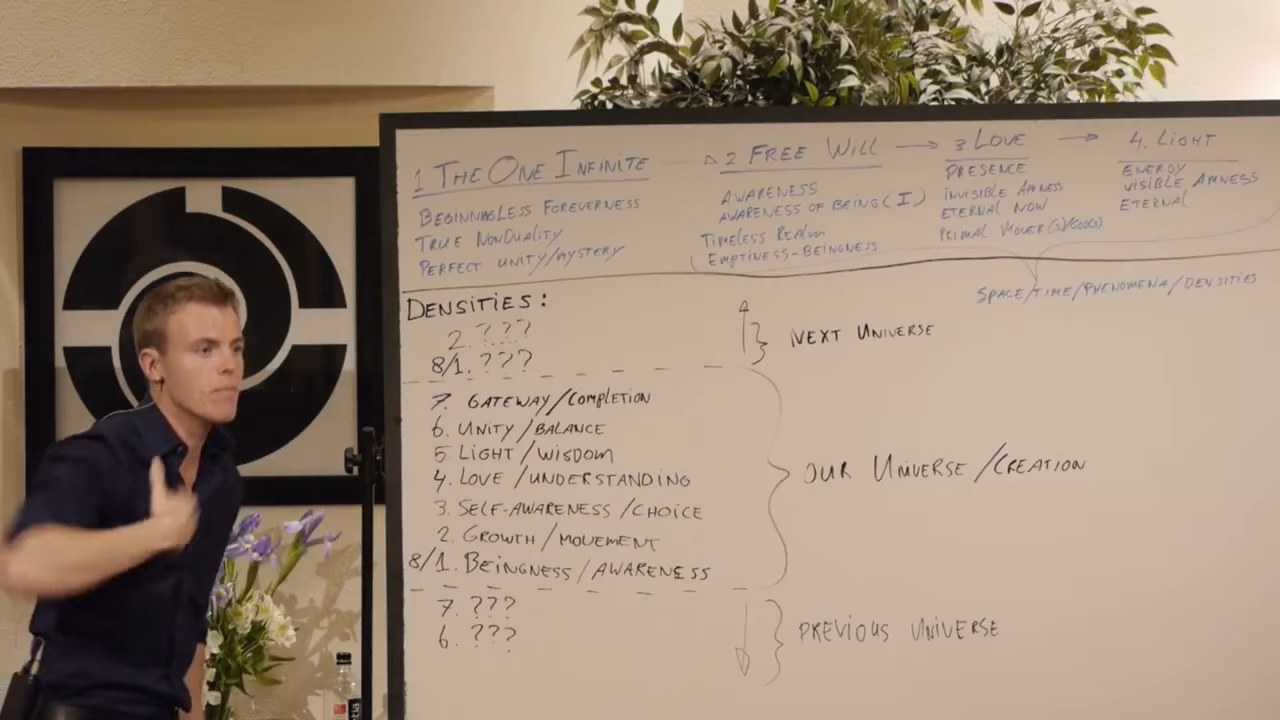 1 THE ONE INFINITE
BEGINNINGLESS FOREVERNESS
TRUE NONDUALITY
PERFECT UNITY/MYSTERY
2 FREE WILL
AWARENESS
AWARENESS OF BEING (I)
TIMELESS REALM
EMPTINESS-BEINGNESS
3 LOVE
PRESENCE
INVISIBLE AMNESS
ETERNAL NOW
PRIMAL MOVER(S)/GOD(S)
4. LIGHT
ENERGY
VISIBLE AMNESS
ETERNAL
SPACE/TIME/PHENOMENA/DENSITIES
DENSITIES:
2. ???
8/1. ???
NEXT UNIVERSE
7. GATEWAY/COMPLETION
6. UNITY/BALANCE
5 LIGHT/WISDOM
4. LOVE/UNDERSTANDING
3. SELF-AWARENESS/CHOICE
2. GROWTH/MOVEMENT
8/1. BEINGNESS/AWARENESS
OUR UNIVERSE/CREATION
7. ???
6. ???
PREVIOUS UNIVERSE